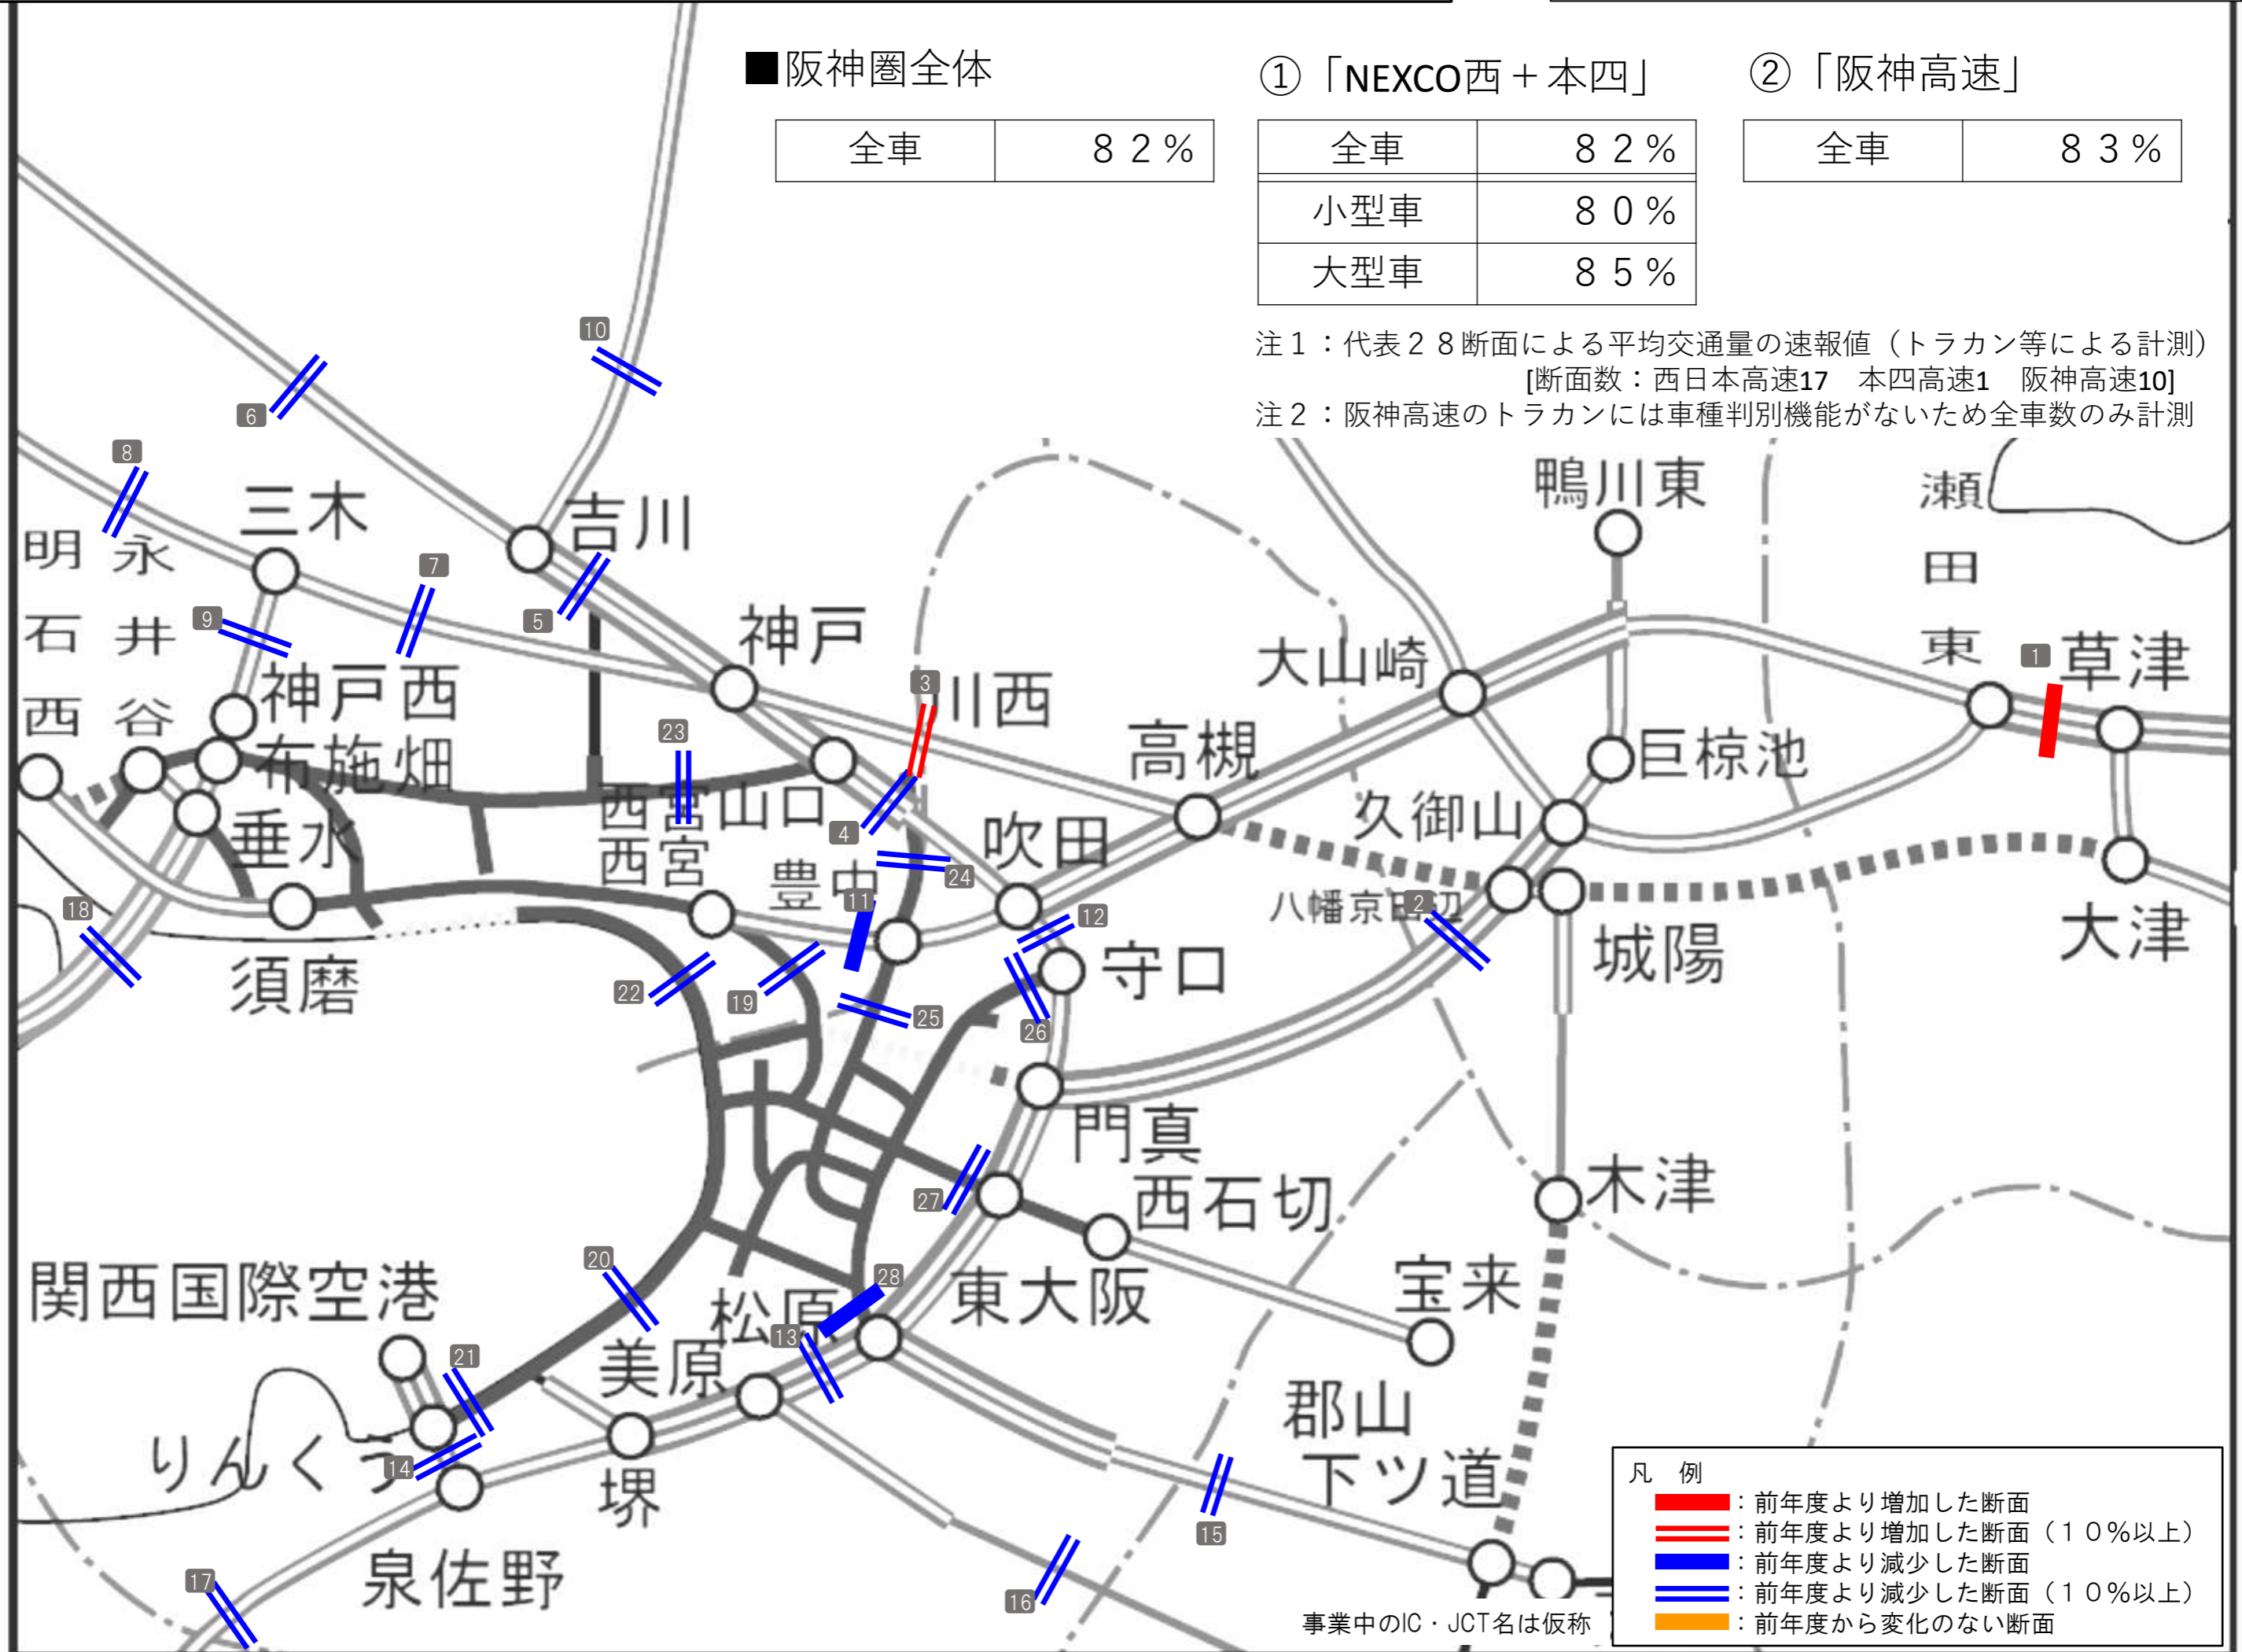 ■阪神圏全体
全車 82%
①「NEXCO西＋本四」
全車 82%
小型車 80%
大型車 85%
②「阪神高速」
全車 83%
注1：代表28断面による平均交通量の速報値（トラカン等による計測）
[断面数：西日本高速17　本四高速1　阪神高速10]
注2：阪神高速のトラカンには車種判別機能がないため全車数のみ計測
10
6
8
三木
吉川
鴨川東
瀬田東
明石西
永井谷
7
5
9
神戸
大山崎
1
草津
神戸西
3
川西
布施畑
23
高槻
巨椋池
西宮山口
4
久御山
垂水
西宮
吹田
豊中
24
11
八幡京田辺
2
18
12
大津
須磨
守口
城陽
22
19
25
26
門真
27
西石切
木津
20
28
関西国際空港
松原
東大阪
宝来
13
21
美原
郡山下ツ道
りんくう
14
堺
15
泉佐野
17
16
事業中のIC・JCT名は仮称
凡　例
：前年度より増加した断面
：前年度より増加した断面（10%以上）
：前年度より減少した断面
：前年度より減少した断面（10%以上）
：前年度から変化のない断面